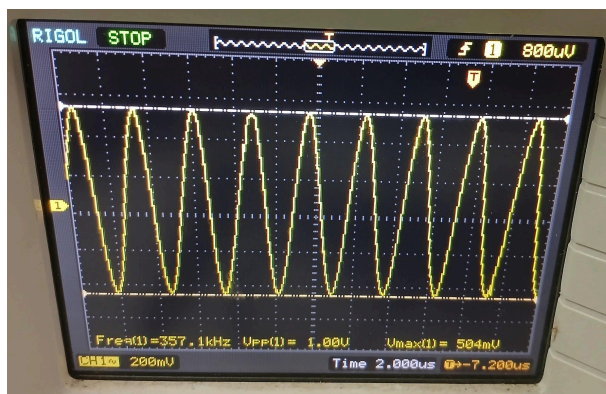 RIGOL STOP T f 1 800uV
T
1
Freq(1)=357.1kHz Vpp(1)= 1.00V Vmax(1)= 504mV
CH1~ 200mV Time 2.000us T→-7.200us